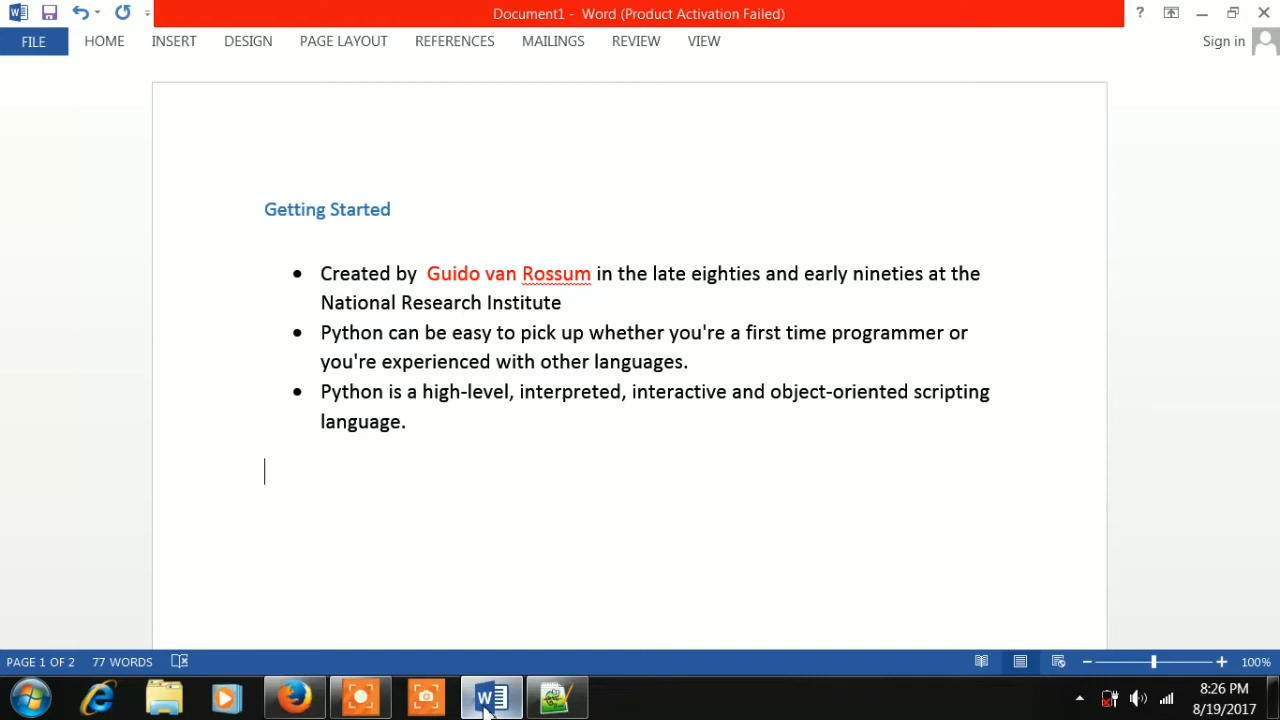 Document1 - Word (Product Activation Failed)
FILE HOME INSERT DESIGN PAGE LAYOUT REFERENCES MAILINGS REVIEW VIEW Sign in
Getting Started
• Created by Guido van Rossum in the late eighties and early nineties at the
National Research Institute
• Python can be easy to pick up whether you're a first time programmer or
you're experienced with other languages.
• Python is a high-level, interpreted, interactive and object-oriented scripting
language.
PAGE 1 OF 2 77 WORDS 100%
8:26 PM
8/19/2017